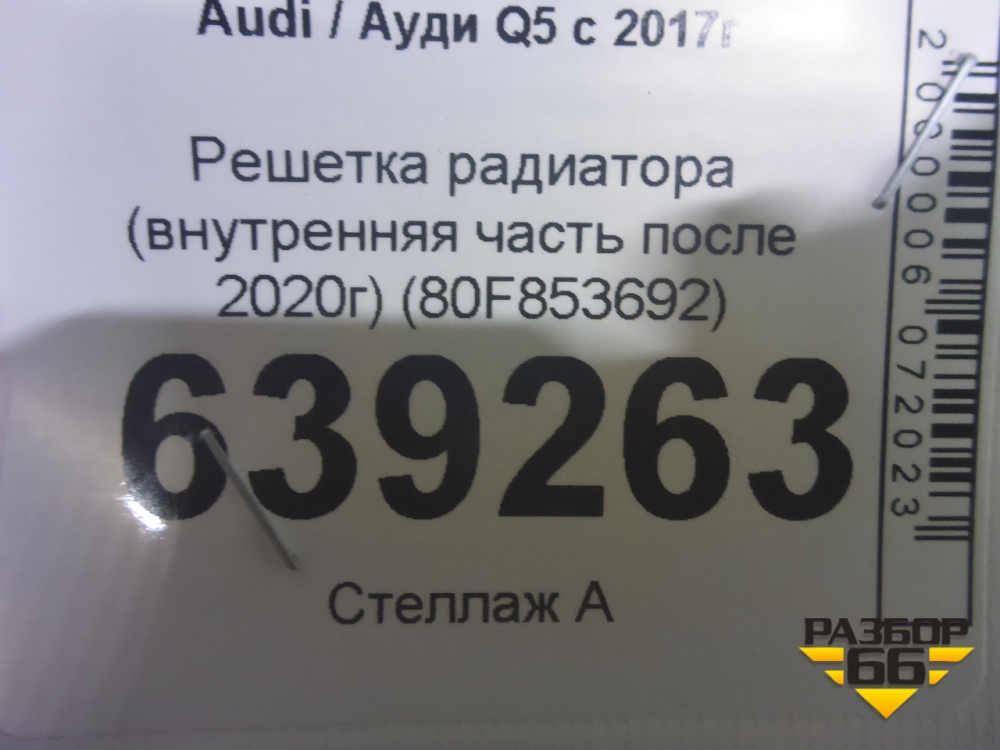 Audi / Ауди Q5 с 2017г
Решетка радиатора
(внутренняя часть после
2020г) (80F853692)
639263
Стеллаж А
2000006072023
РАЗБОР
66